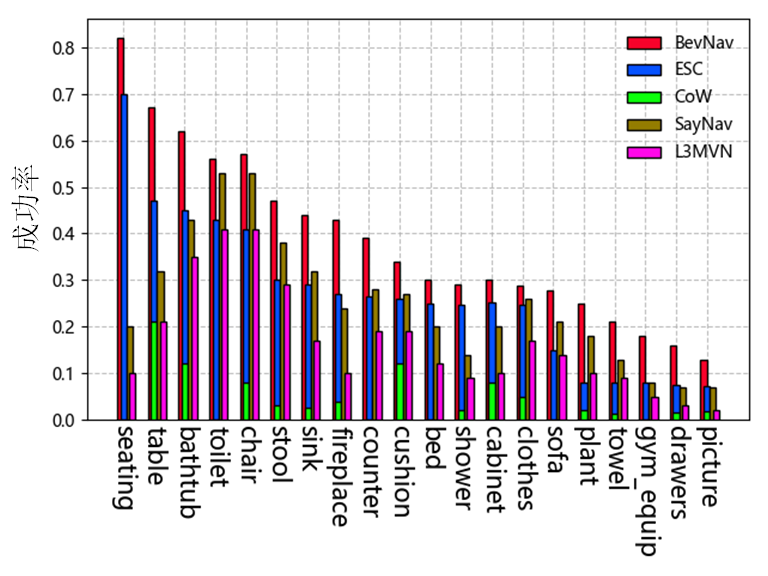 成功率
0.8
0.7
0.6
0.5
0.4
0.3
0.2
0.1
0.0
BevNav
ESC
CoW
SayNav
L3MVN
seating
table
bathtub
toilet
chair
stool
sink
fireplace
counter
cushion
bed
shower
cabinet
clothes
sofa
plant
towel
gym_equip
drawers
picture